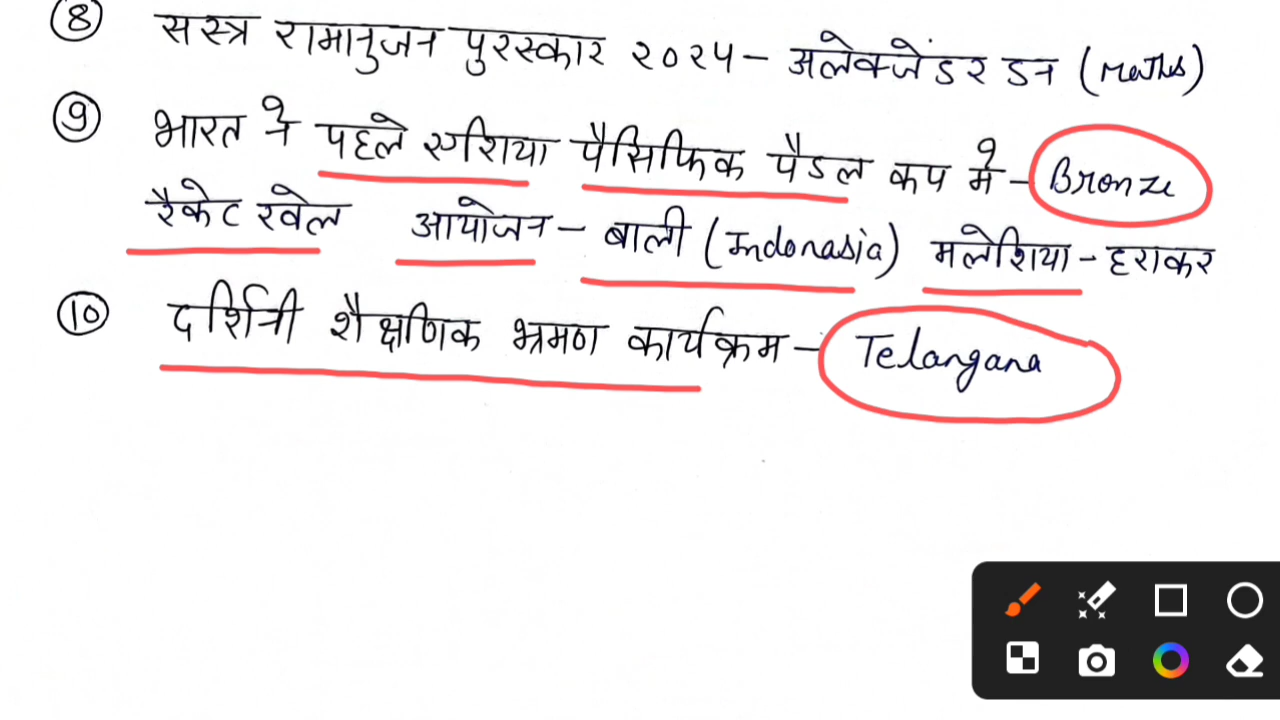 ⑧ सस्त्र रामानुजन पुरस्कार २०२५ - अलेक्जेंडर डन (Maths)
⑨ भारत ने पहले एशिया पैसिफिक पैडल कप मे - Bronze
रैकेट खेल आयोजन - बाली (Indonasia) मलेशिया - हराकर
⑩ दर्शिनी शैक्षणिक भ्रमण कार्यक्रम - Telangana